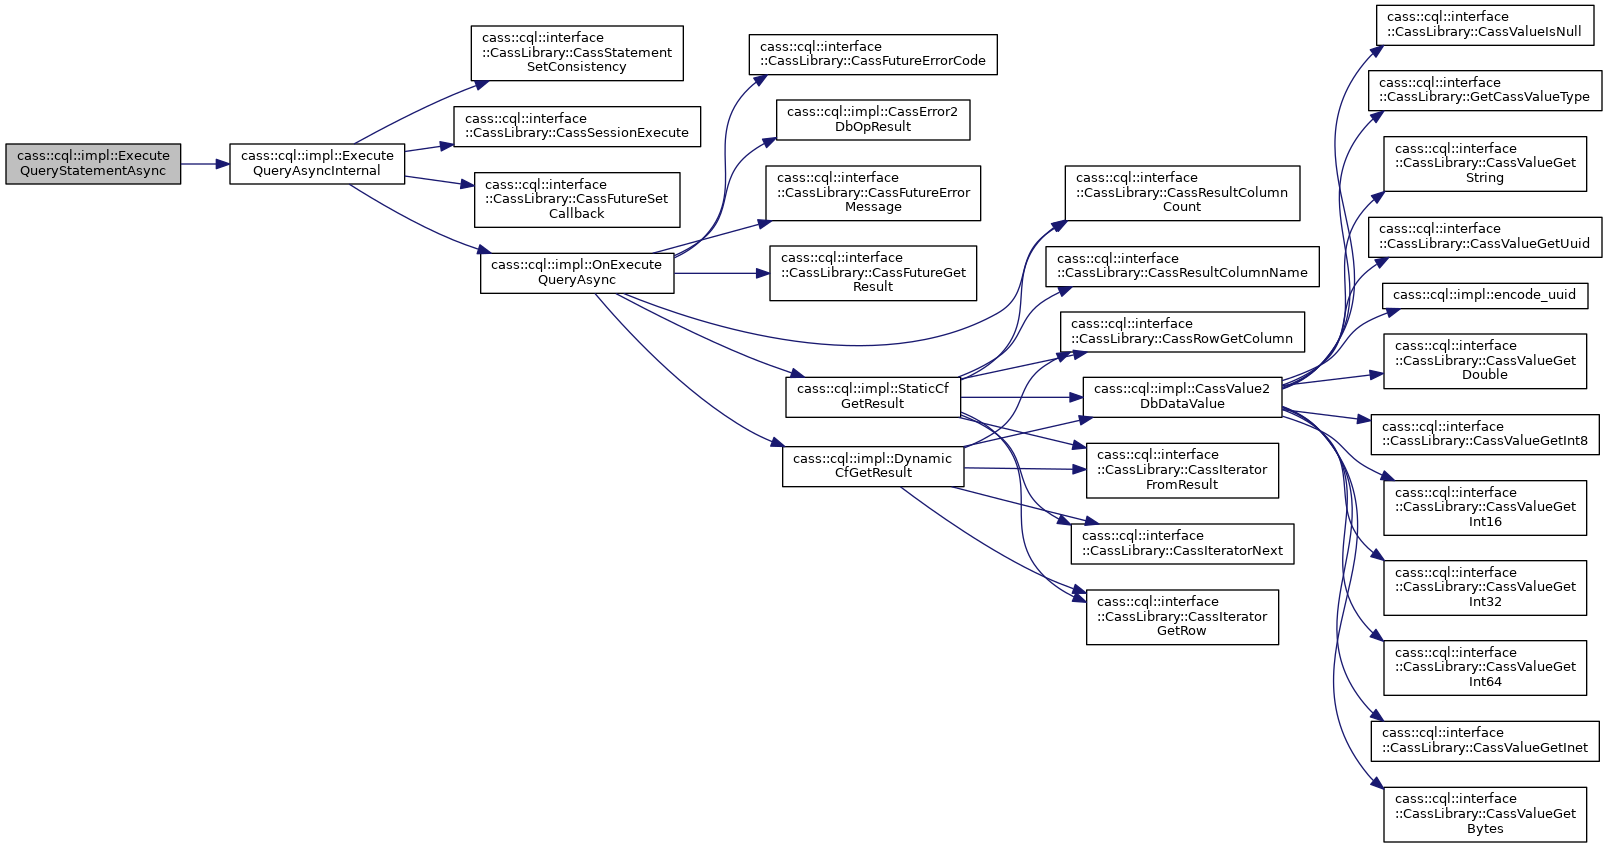 cass::cql::impl::Execute
QueryStatementAsync
cass::cql::impl::Execute
QueryAsyncInternal
cass::cql::interface
::CassLibrary::CassStatement
SetConsistency
cass::cql::interface
::CassLibrary::CassSessionExecute
cass::cql::interface
::CassLibrary::CassFutureSet
Callback
cass::cql::impl::OnExecute
QueryAsync
cass::cql::interface
::CassLibrary::CassFutureErrorCode
cass::cql::impl::CassError2
DbOpResult
cass::cql::interface
::CassLibrary::CassFutureError
Message
cass::cql::interface
::CassLibrary::CassFutureGet
Result
cass::cql::impl::StaticCf
GetResult
cass::cql::impl::Dynamic
CfGetResult
cass::cql::interface
::CassLibrary::CassResultColumn
Count
cass::cql::interface
::CassLibrary::CassResultColumnName
cass::cql::interface
::CassLibrary::CassRowGetColumn
cass::cql::impl::CassValue2
DbDataValue
cass::cql::interface
::CassLibrary::CassIterator
FromResult
cass::cql::interface
::CassLibrary::CassIteratorNext
cass::cql::interface
::CassLibrary::CassIterator
GetRow
cass::cql::interface
::CassLibrary::CassValueIsNull
cass::cql::interface
::CassLibrary::GetCassValueType
cass::cql::interface
::CassLibrary::CassValueGet
String
cass::cql::interface
::CassLibrary::CassValueGetUuid
cass::cql::impl::encode_uuid
cass::cql::interface
::CassLibrary::CassValueGet
Double
cass::cql::interface
::CassLibrary::CassValueGetInt8
cass::cql::interface
::CassLibrary::CassValueGet
Int16
cass::cql::interface
::CassLibrary::CassValueGet
Int32
cass::cql::interface
::CassLibrary::CassValueGet
Int64
cass::cql::interface
::CassLibrary::CassValueGetInet
cass::cql::interface
::CassLibrary::CassValueGet
Bytes